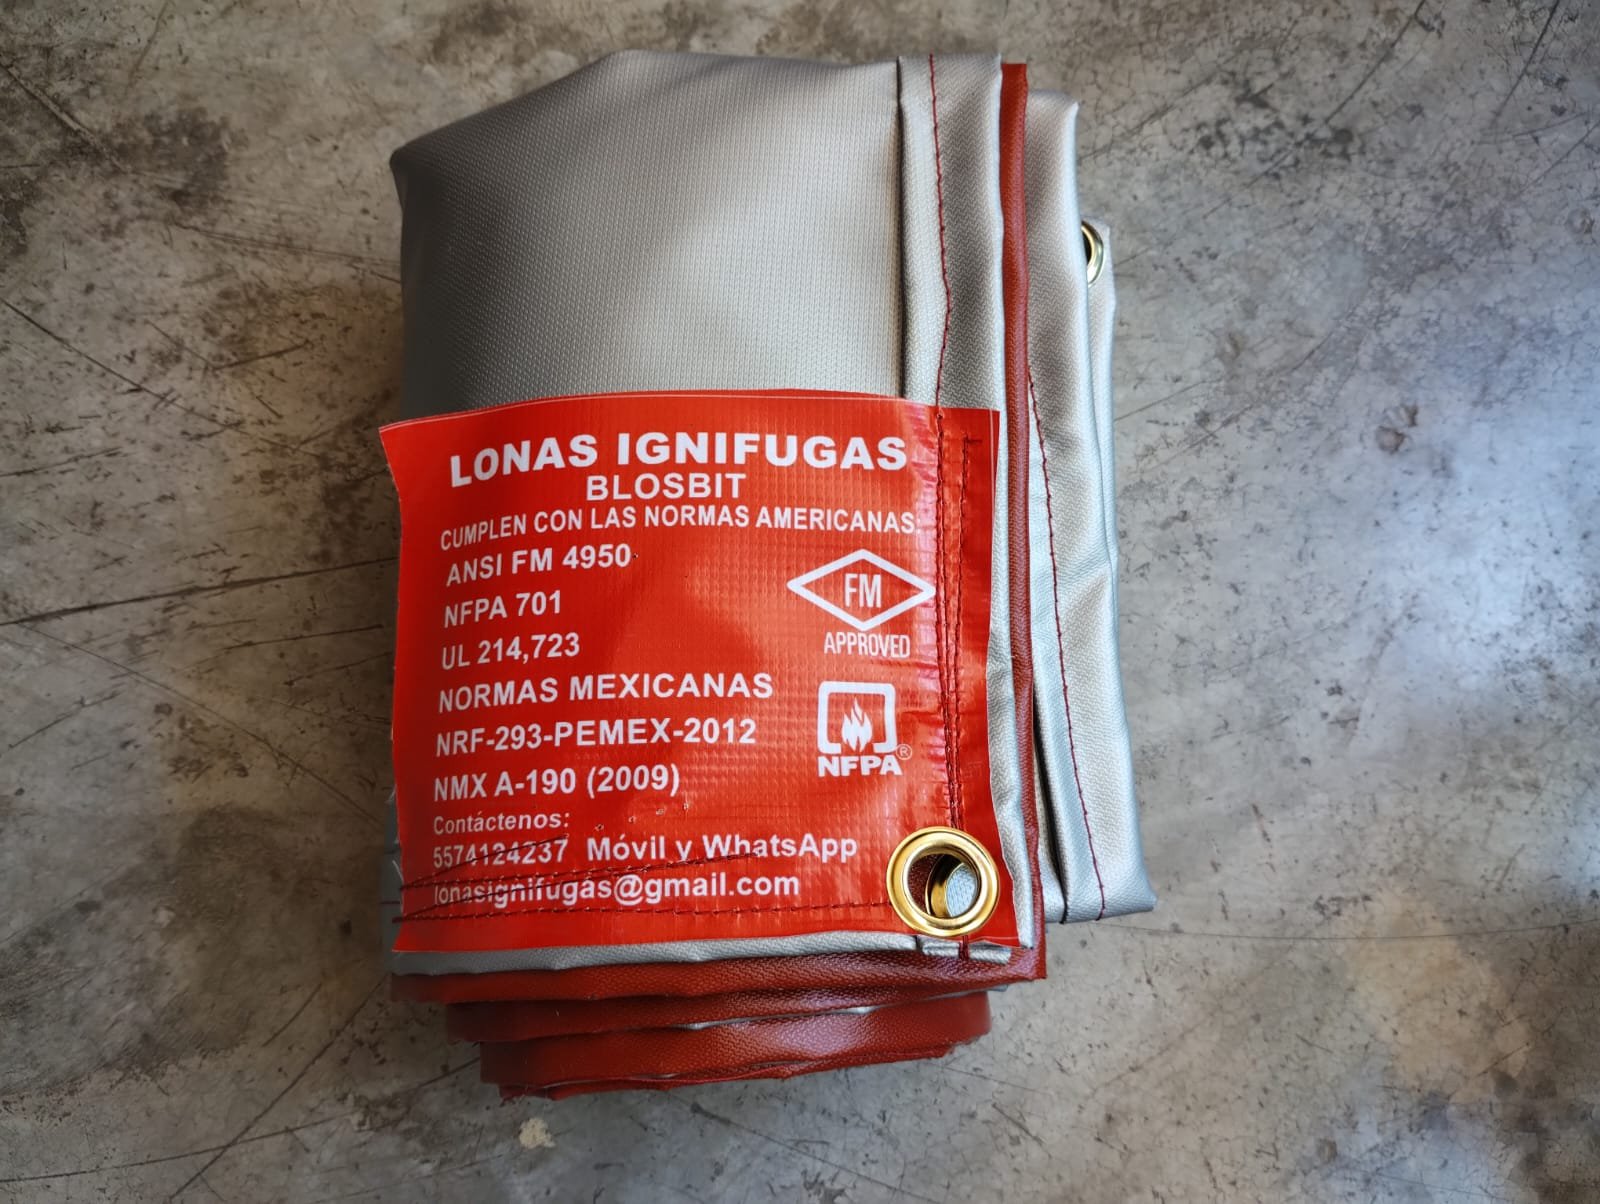 LONAS IGNIFUGAS
BLOSBIT
CUMPLEN CON LAS NORMAS AMERICANAS:
ANSI FM 4950
NFPA 701
UL 214,723
NORMAS MEXICANAS
NRF-293-PEMEX-2012
NMX A-190 (2009)
Contáctenos:
5574124237 Móvil y WhatsApp
lonasignifugas@gmail.com
FM
APPROVED
NFPA®